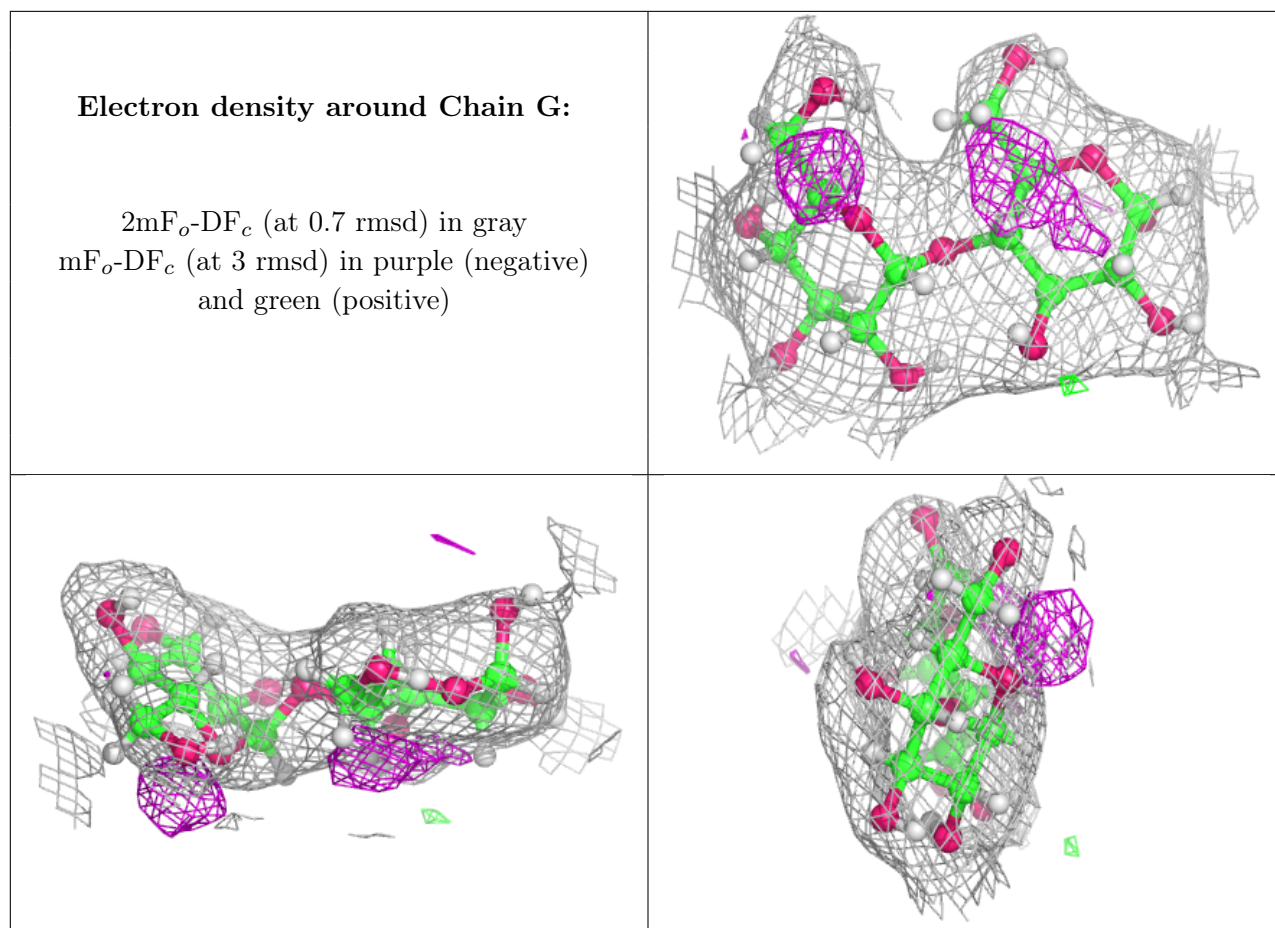 Electron density around Chain G:
2mFo-DFc (at 0.7 rmsd) in gray
mFo-DFc (at 3 rmsd) in purple (negative)
and green (positive)